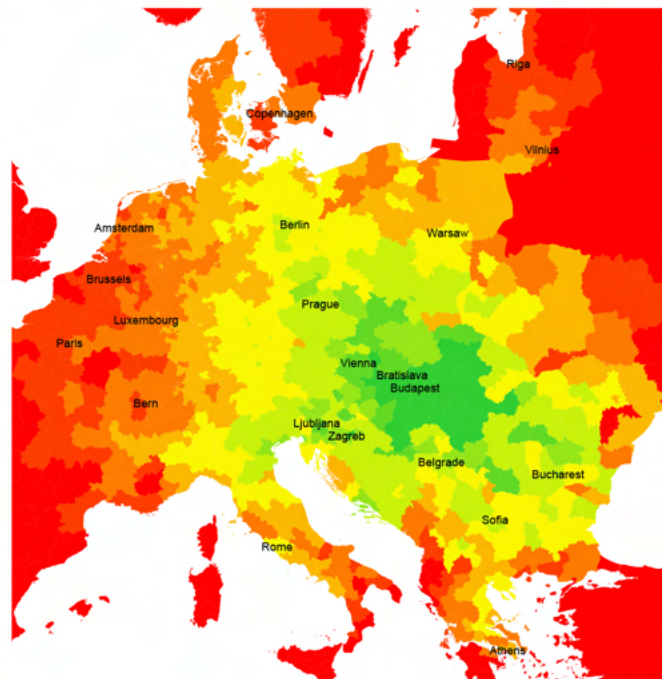 Riga
Copenhagen
Vilnius
Amsterdam
Berlin
Warsaw
Brussels
Prague
Luxembourg
Paris
Vienna
Bratislava
Budapest
Bern
Ljubljana
Zagreb
Belgrade
Bucharest
Sofia
Rome
Athens